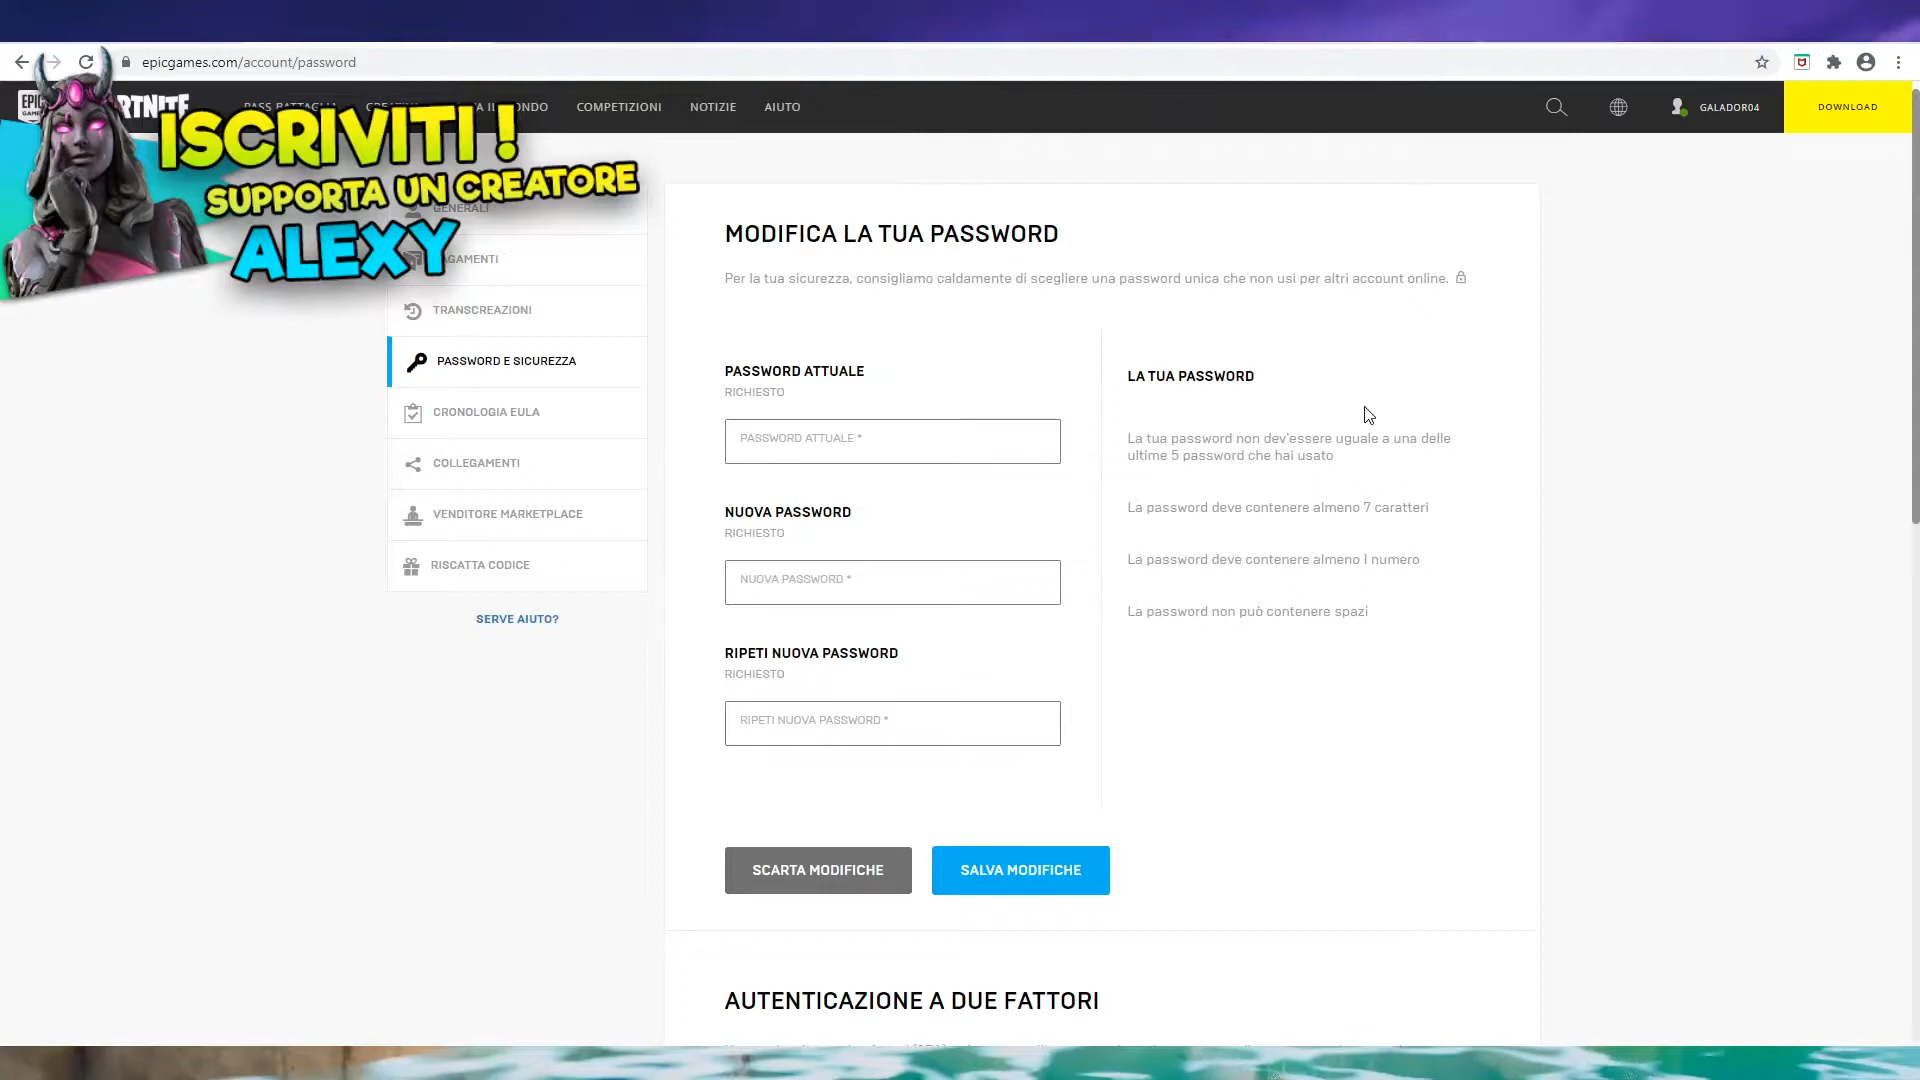 epicgames.com/account/password
COMPETIZIONI
NOTIZIE
AIUTO
GALADOR04
DOWNLOAD
ISCRIVITI !
SUPPORTA UN CREATORE
ALEXY
GENERALI
TRANSCREAZIONI
PASSWORD E SICUREZZA
CRONOLOGIA EULA
COLLEGAMENTI
VENDITORE MARKETPLACE
RISCATTA CODICE
SERVE AIUTO?
MODIFICA LA TUA PASSWORD
Per la tua sicurezza, consigliamo caldamente di scegliere una password unica che non usi per altri account online.
PASSWORD ATTUALE
RICHIESTO
PASSWORD ATTUALE *
NUOVA PASSWORD
RICHIESTO
NUOVA PASSWORD *
RIPETI NUOVA PASSWORD
RICHIESTO
RIPETI NUOVA PASSWORD *
LA TUA PASSWORD
La tua password non dev'essere uguale a una delle
ultime 5 password che hai usato
La password deve contenere almeno 7 caratteri
La password deve contenere almeno 1 numero
La password non può contenere spazi
SCARTA MODIFICHE
SALVA MODIFICHE
AUTENTICAZIONE A DUE FATTORI